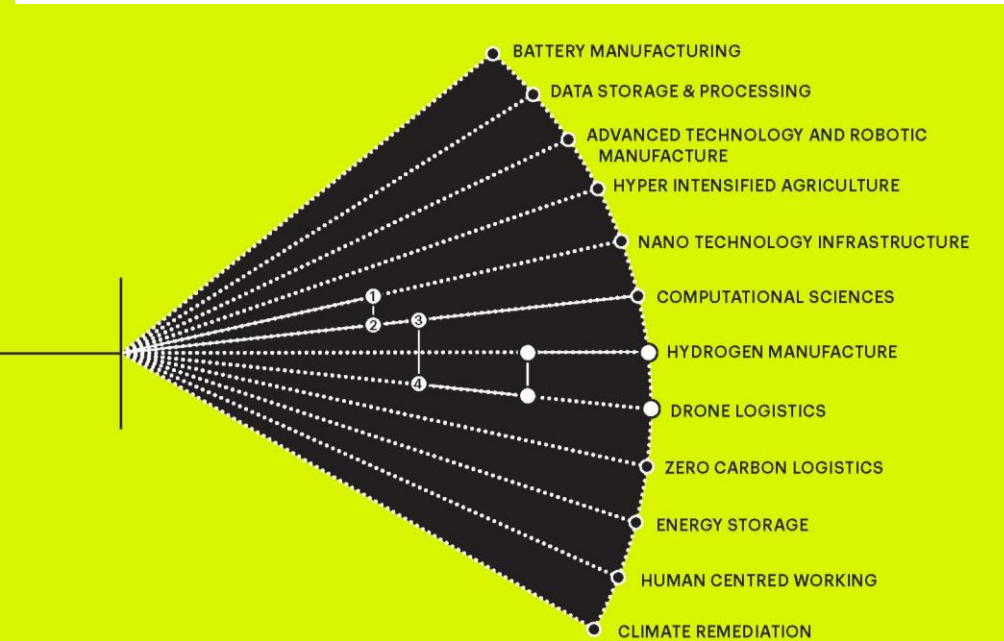 BATTERY MANUFACTURING
DATA STORAGE & PROCESSING
ADVANCED TECHNOLOGY AND ROBOTIC
MANUFACTURE
HYPER INTENSIFIED AGRICULTURE
NANO TECHNOLOGY INFRASTRUCTURE
1
COMPUTATIONAL SCIENCES
2
3
HYDROGEN MANUFACTURE
4
DRONE LOGISTICS
ZERO CARBON LOGISTICS
ENERGY STORAGE
HUMAN CENTRED WORKING
CLIMATE REMEDIATION